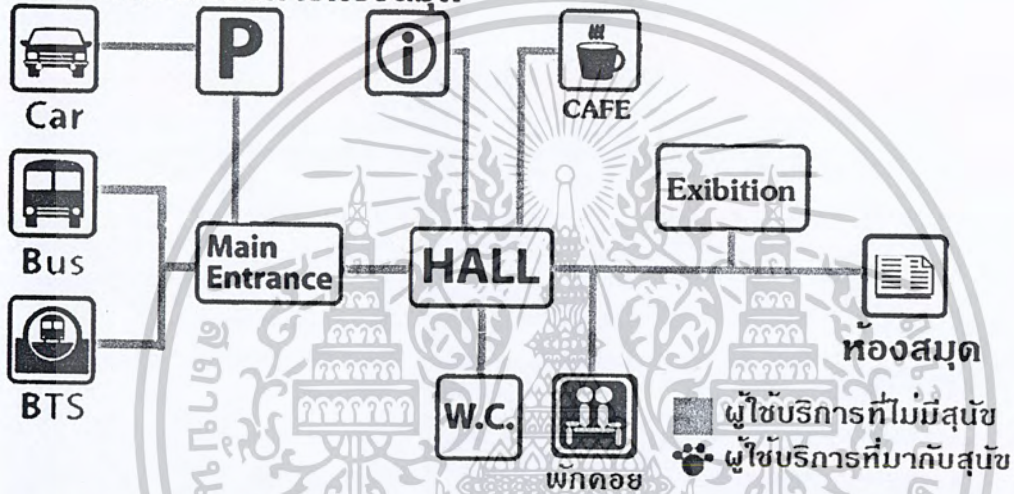 P
i
Car
CAFE
Bus
Exibition
Main
Entrance
HALL
BTS
W.C.
พักคอย
ห้องสมุด
ผู้ใช้บริการที่ไม่มีสุนัข
ผู้ใช้บริการที่มากับสุนัข